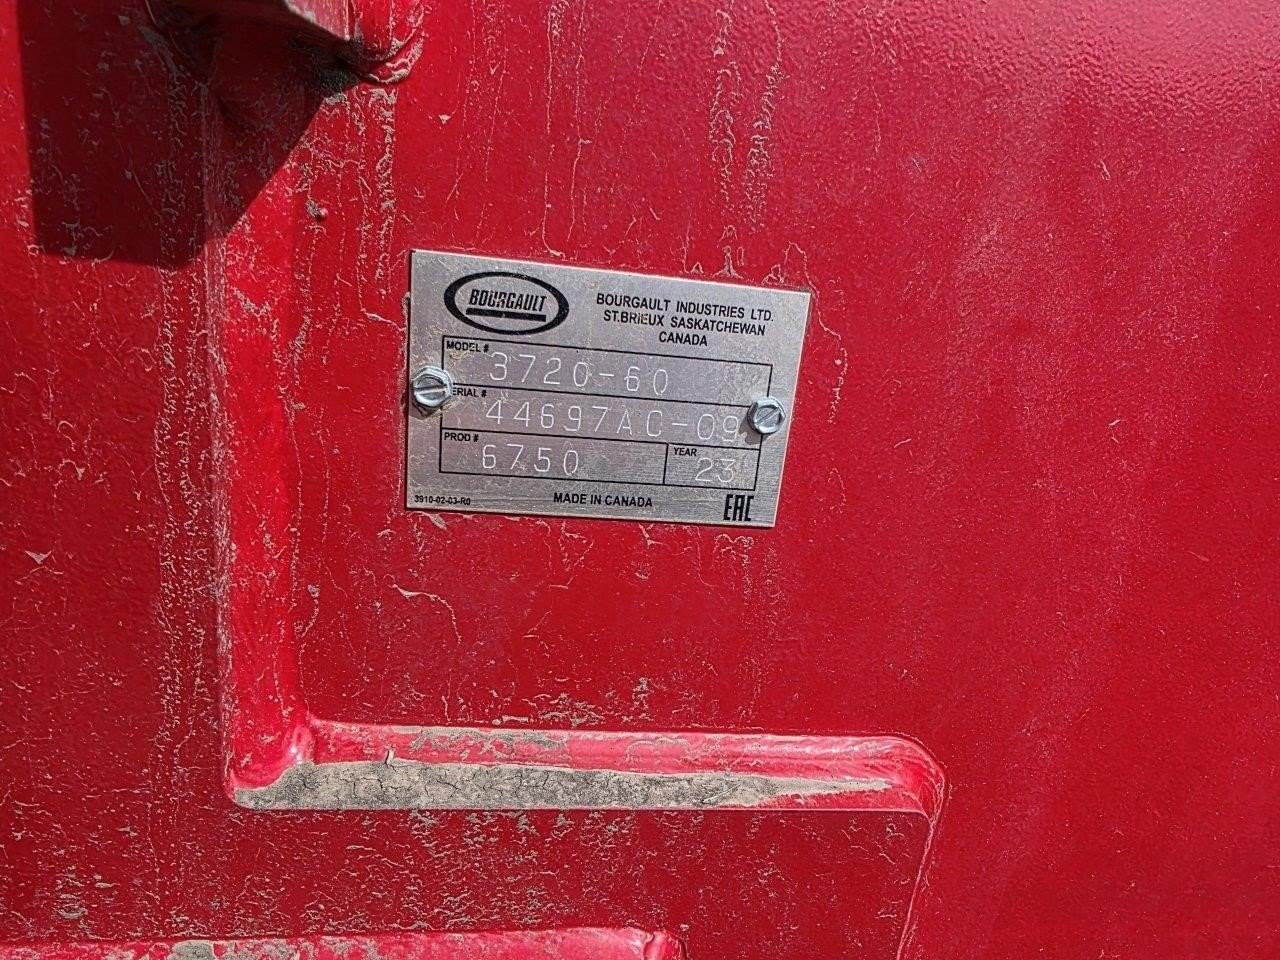 BOURGAULT
BOURGAULT INDUSTRIES LTD.
ST.BRIEUX SASKATCHEWAN
CANADA
MODEL # 3720-60
ERIAL # 44697AC-09
PROD # 6750 YEAR 23
3910-02-03-R0 MADE IN CANADA EAC